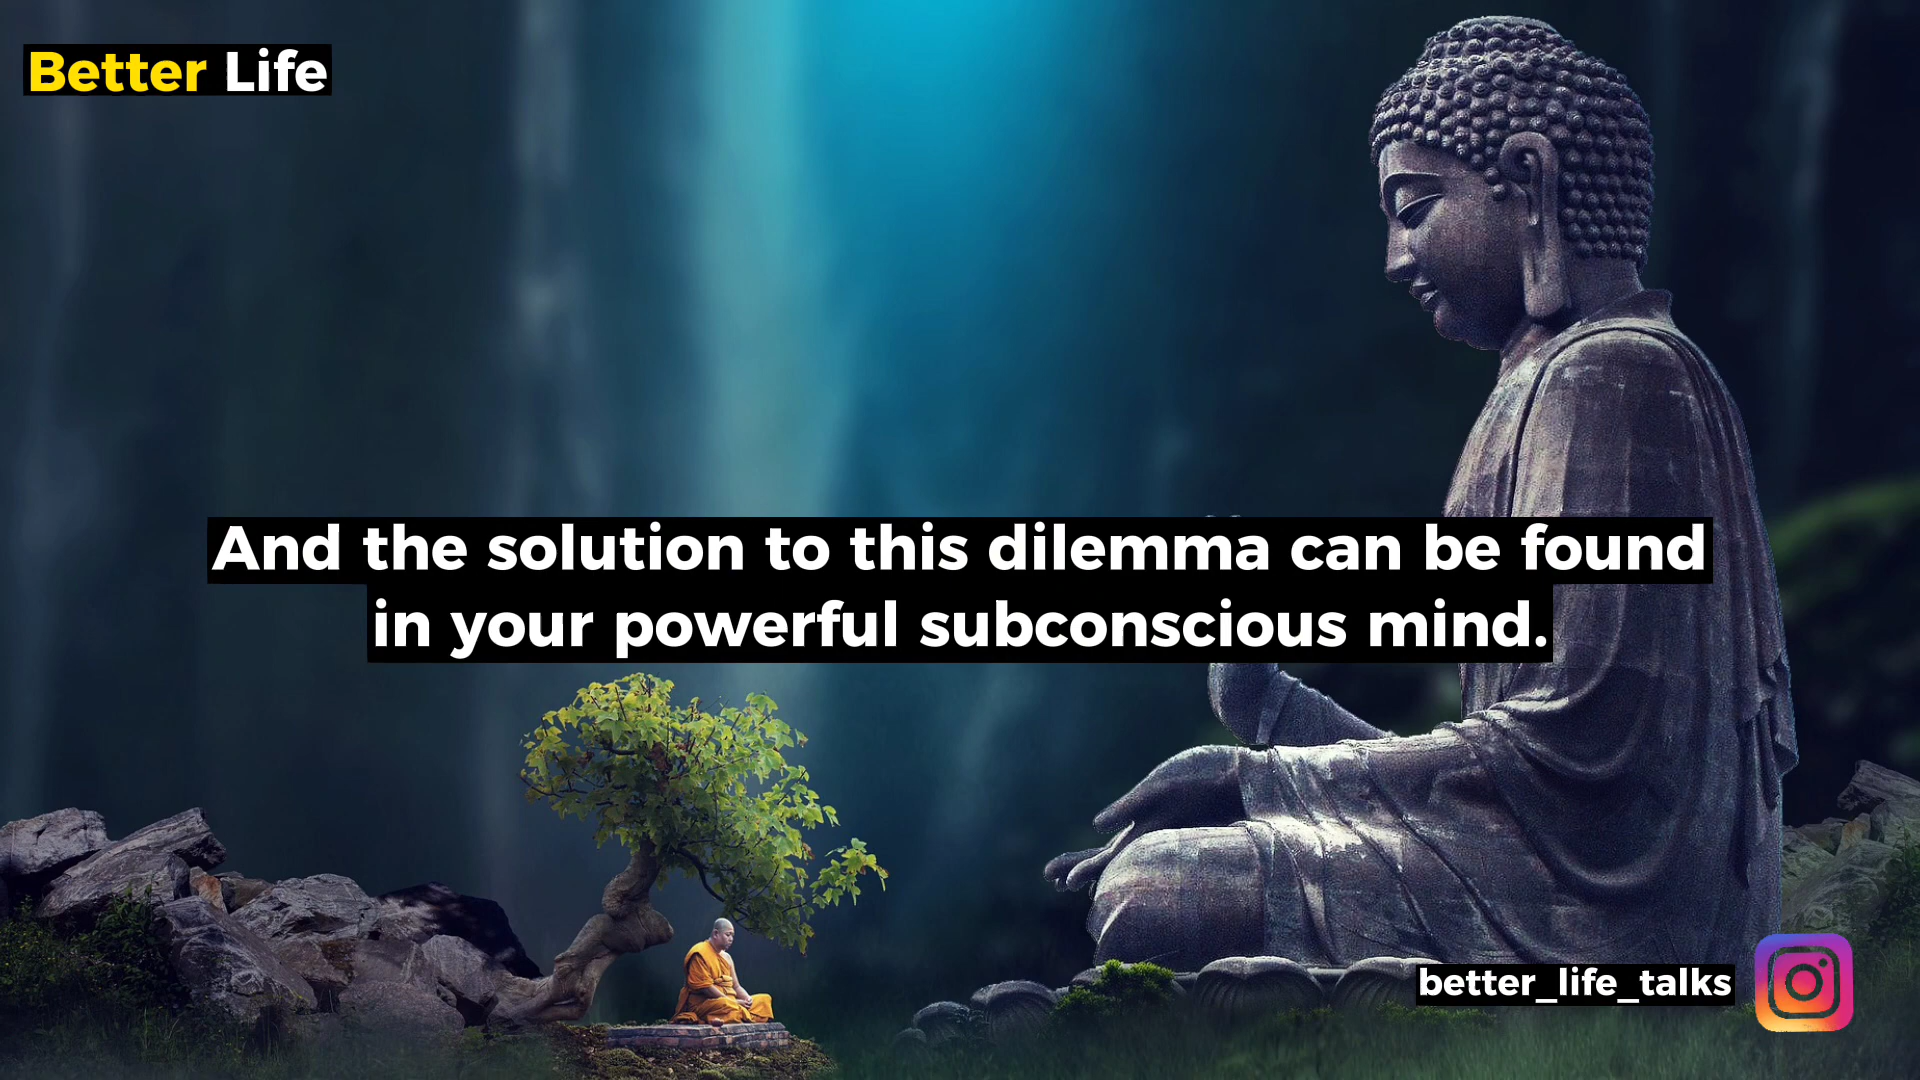 Better Life
And the solution to this dilemma can be found
in your powerful subconscious mind.
better_life_talks